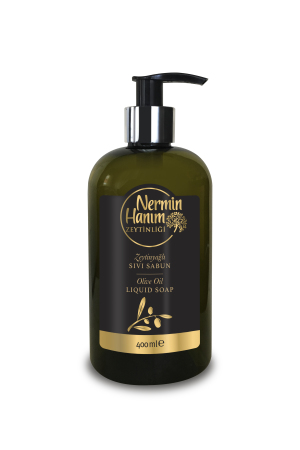 Nermin
Hanım
ZEYTİNLİĞİ
Zeytinyağlı
SIVI SABUN
Olive Oil
LIQUID SOAP
400 ml ℮